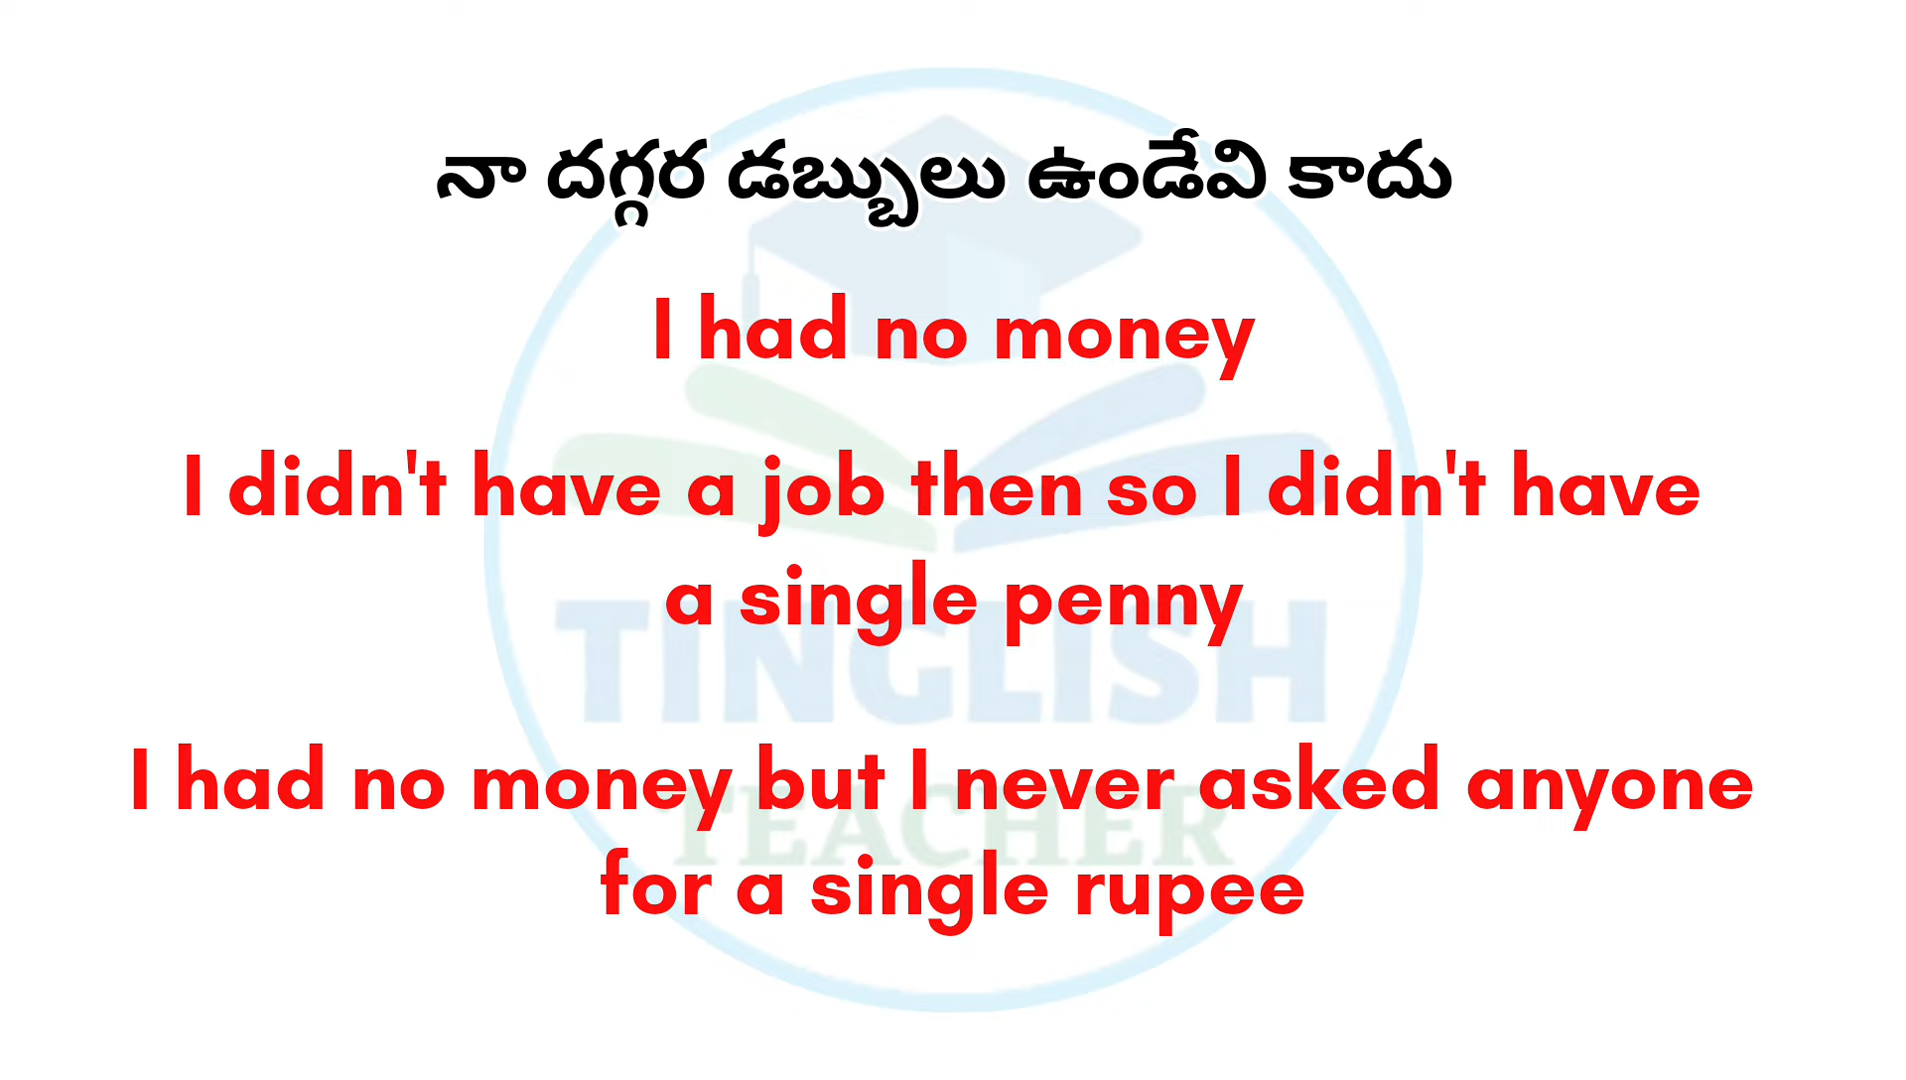 నా దగ్గర డబ్బులు ఉండేవి కాదు
I had no money
I didn't have a job then so I didn't have
a single penny
TINGLISH
I had no money but I never asked anyone
TEACHER
for a single rupee